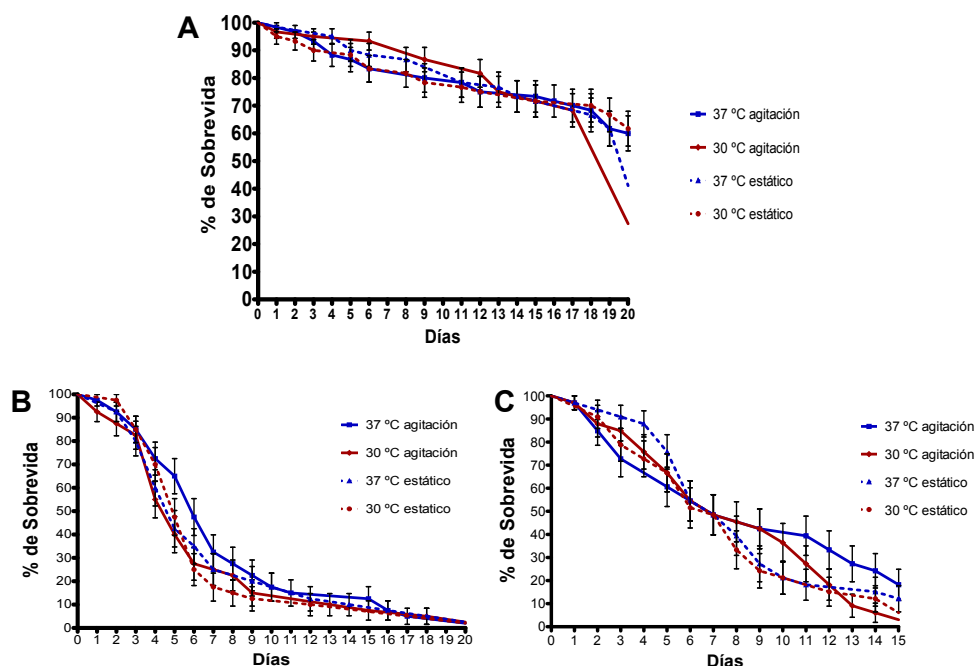 A
% de Sobrevida
100
90
80
70
60
50
40
30
20
10
0
0 1 2 3 4 5 6 7 8 9 10 11 12 13 14 15 16 17 18 19 20
Días
37 ºC agitación
30 ºC agitación
37 ºC estático
30 ºC estático
B
% de Sobrevida
100
90
80
70
60
50
40
30
20
10
0
0 1 2 3 4 5 6 7 8 9 10 11 12 13 14 15 16 17 18 19 20
Días
37 ºC agitación
30 ºC agitación
37 ºC estático
30 ºC estatico
C
% de Sobrevida
100
90
80
70
60
50
40
30
20
10
0
0 1 2 3 4 5 6 7 8 9 10 11 12 13 14 15
Días
37 ºC agitación
30 ºC agitación
37 ºC estático
30 ºC estático